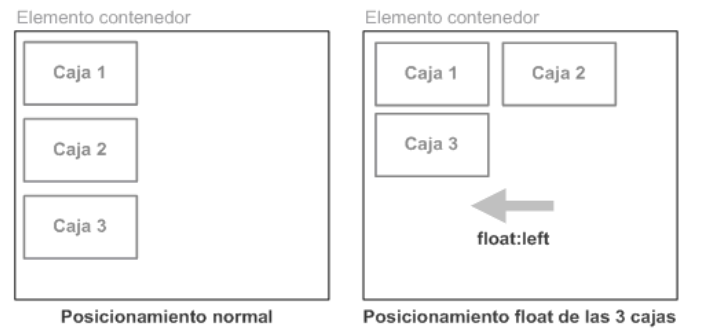 Elemento contenedor
Caja 1
Caja 2
Caja 3
Posicionamiento normal
Elemento contenedor
Caja 1 Caja 2
Caja 3
float:left
Posicionamiento float de las 3 cajas